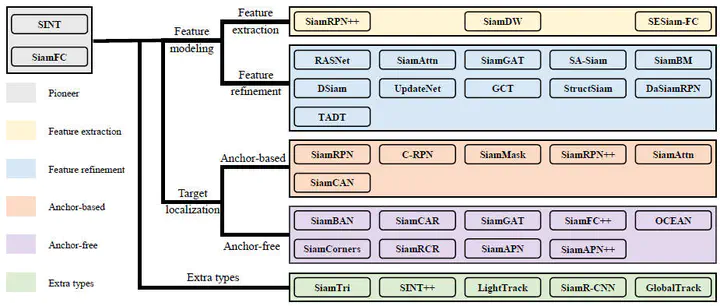 SINT
SiamFC
Pioneer
Feature extraction
Feature refinement
Anchor-based
Anchor-free
Extra types
Feature
modeling
Target
localization
Feature
extraction
Feature
refinement
Anchor-based
Anchor-free
Extra types
SiamRPN++ SiamDW SESiam-FC
RASNet SiamAttn SiamGAT SA-Siam SiamBM
DSiam UpdateNet GCT StructSiam DaSiamRPN
TADT
SiamRPN C-RPN SiamMask SiamRPN++ SiamAttn
SiamCAN
SiamBAN SiamCAR SiamGAT SiamFC++ OCEAN
SiamCorners SiamRCR SiamAPN SiamAPN++
SiamTri SINT++ LightTrack SiamR-CNN GlobalTrack